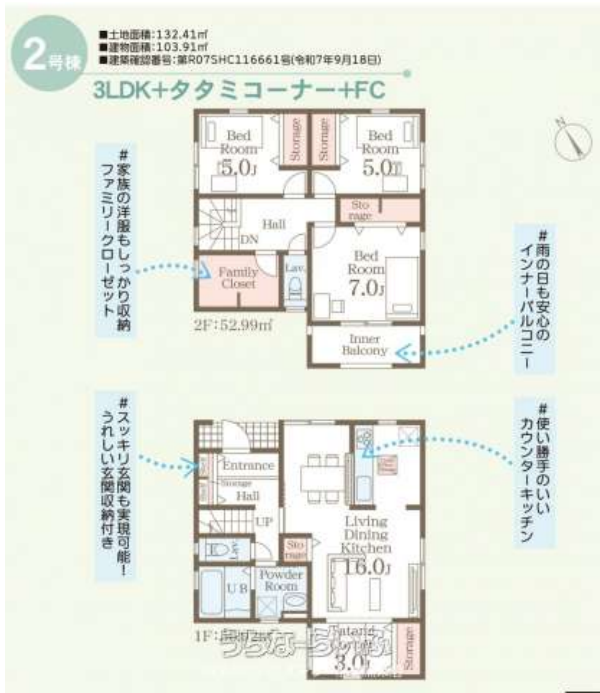 2号棟
■土地面積:132.41㎡
■建物面積:103.91㎡
■建築確認番号:第R07SHC116661号(令和7年9月18日)
3LDK+タタミコーナー+FC
N
#家族の洋服もしっかり収納
ファミリークローゼット
Bed Room
5.0J
Storage
Storage
Bed Room
5.0J
Hall
DN
Sto
rage
Family
Closet
Lav.
Bed Room
7.0J
Inner
Balcony
2F:52.99㎡
#雨の日も安心の
インナーバルコニー
#スッキリ玄関も実現可能!
うれしい玄関収納付き
Entrance
Storage
Hall
UP
Sto
rage
UB
Powder
Room
Living
Dining
Kitchen
16.0J
3.0J
Storage
1F:
#使い勝手のいい
カウンターキッチン